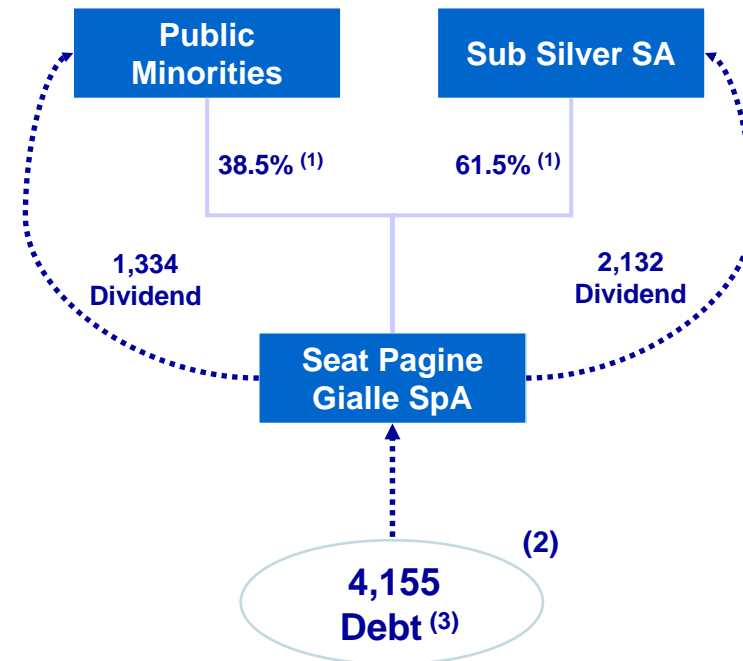 Public
Minorities
Sub Silver SA
38.5% (1)
61.5% (1)
1,334
Dividend
2,132
Dividend
Seat Pagine
Gialle SpA
(2)
4,155
Debt (3)